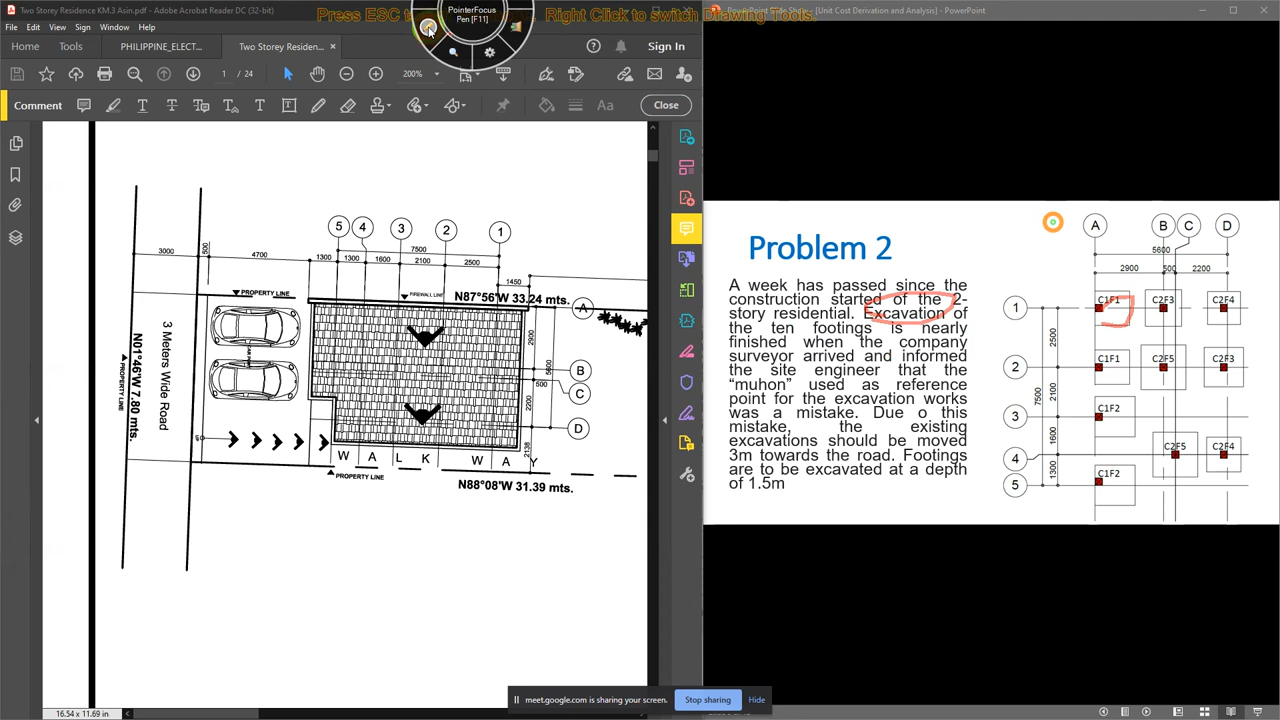 Two Storey Residence KM.3 Asin.pdf - Adobe Acrobat Reader DC (32-bit)
PointerFocus
Pen [F11]
Press ESC to
Right Click to switch Drawing Tools.
[Unit Cost Derivation and Analysis] - PowerPoint
File Edit View Sign Window Help
Home Tools PHILIPPINE_ELECT... Two Storey Residen... × Sign In
1 / 24 200%
Comment Close
5 4 3 2 1
7500
3000 500 4700 1300 1300 1600 2100 2500
1450
PROPERTY LINE FIREWALL LINE N87°56'W 33.24 mts.
A
B
C
D
2900
5600
500
2200
2138
3 Meters Wide Road
N01°46'W 7.80 mts.
PROPERTY LINE
W A L K W A Y
PROPERTY LINE
N88°08'W 31.39 mts.
16.54 x 11.69 in
Problem 2
A week has passed since the
construction started of the 2-
story residential. Excavation of
the ten footings is nearly
finished when the company
surveyor arrived and informed
the site engineer that the
“muhon” used as reference
point for the excavation works
was a mistake. Due o this
mistake, the existing
excavations should be moved
3m towards the road. Footings
are to be excavated at a depth
of 1.5m
A B C D
5600
2900 500 2200
1 C1F1 C2F3 C2F4
2500
2 C1F1 C2F5 C2F3
7500 2100
3 C1F2
1600
4 C2F5 C2F4
1300
5 C1F2
meet.google.com is sharing your screen. Stop sharing Hide